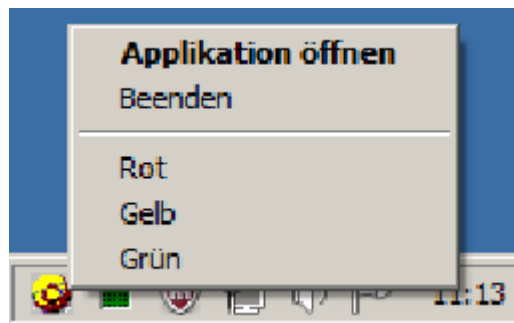 Applikation öffnen
Beenden
Rot
Gelb
Grün
11:13